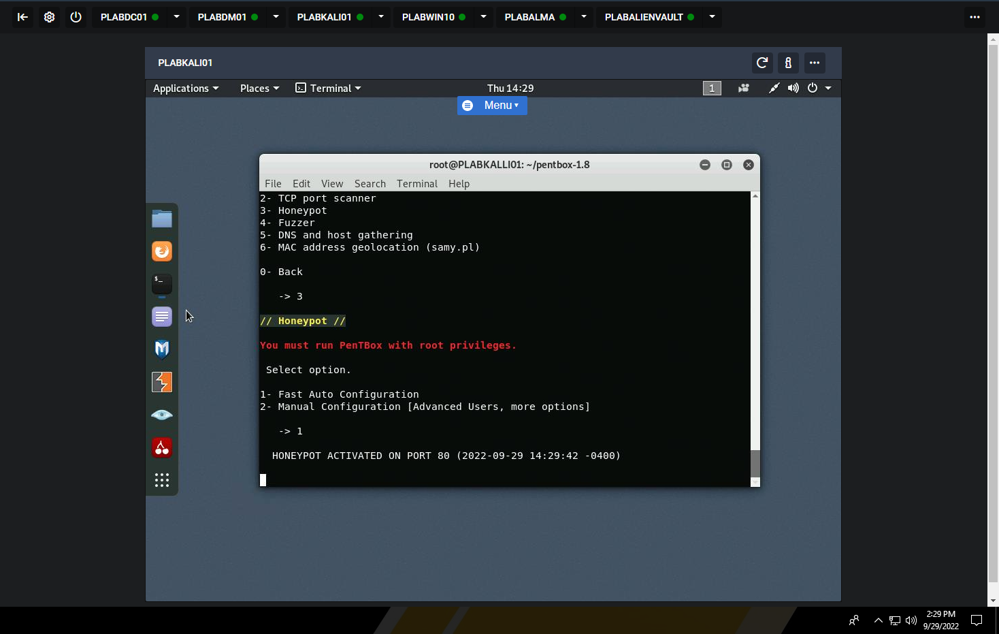 PLABDC01 PLABDM01 PLABKALI01 PLABWIN10 PLABALMA PLABALIENVAULT
PLABKALI01
Applications Places Terminal Thu 14:29 1
Menu
root@PLABKALLI01: ~/pentbox-1.8
File Edit View Search Terminal Help
2- TCP port scanner
3- Honeypot
4- Fuzzer
5- DNS and host gathering
6- MAC address geolocation (samy.pl)
0- Back
-> 3
// Honeypot //
You must run PenTBox with root privileges.
Select option.
1- Fast Auto Configuration
2- Manual Configuration [Advanced Users, more options]
-> 1
HONEYPOT ACTIVATED ON PORT 80 (2022-09-29 14:29:42 -0400)
$_
2:29 PM
9/29/2022